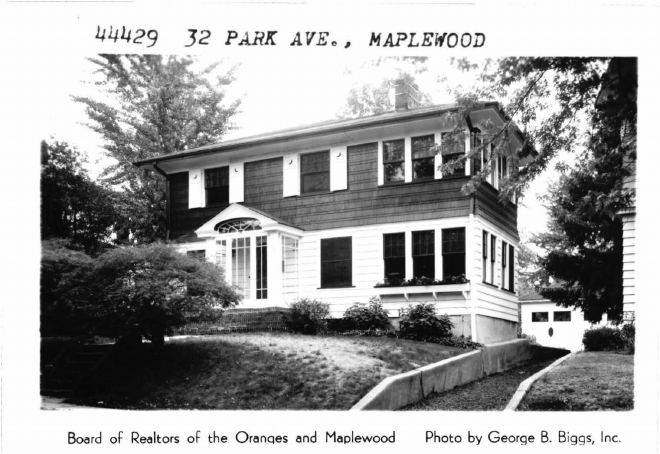 44429 32 PARK AVE., MAPLEWOOD
Board of Realtors of the Oranges and Maplewood Photo by George B. Biggs, Inc.